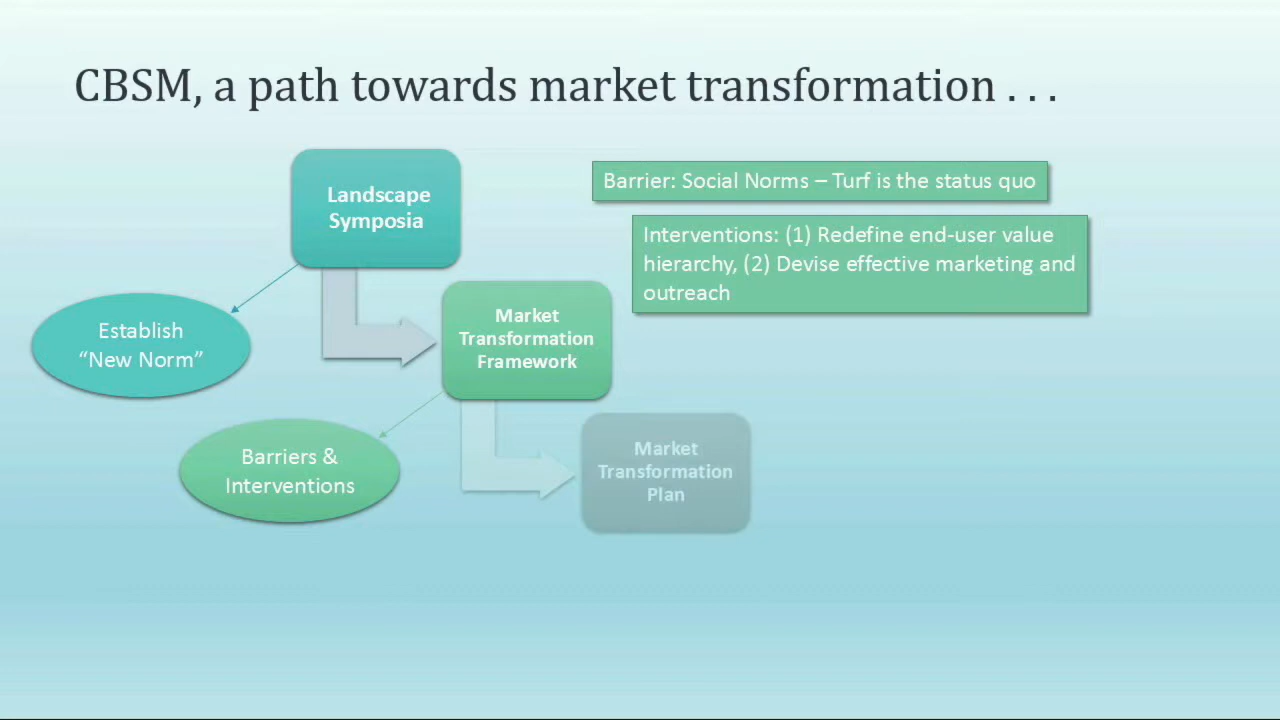 CBSM, a path towards market transformation . . .
Landscape
Symposia
Barrier: Social Norms – Turf is the status quo
Interventions: (1) Redefine end-user value
hierarchy, (2) Devise effective marketing and
outreach
Establish
“New Norm”
Market
Transformation
Framework
Barriers &
Interventions
Market
Transformation
Plan